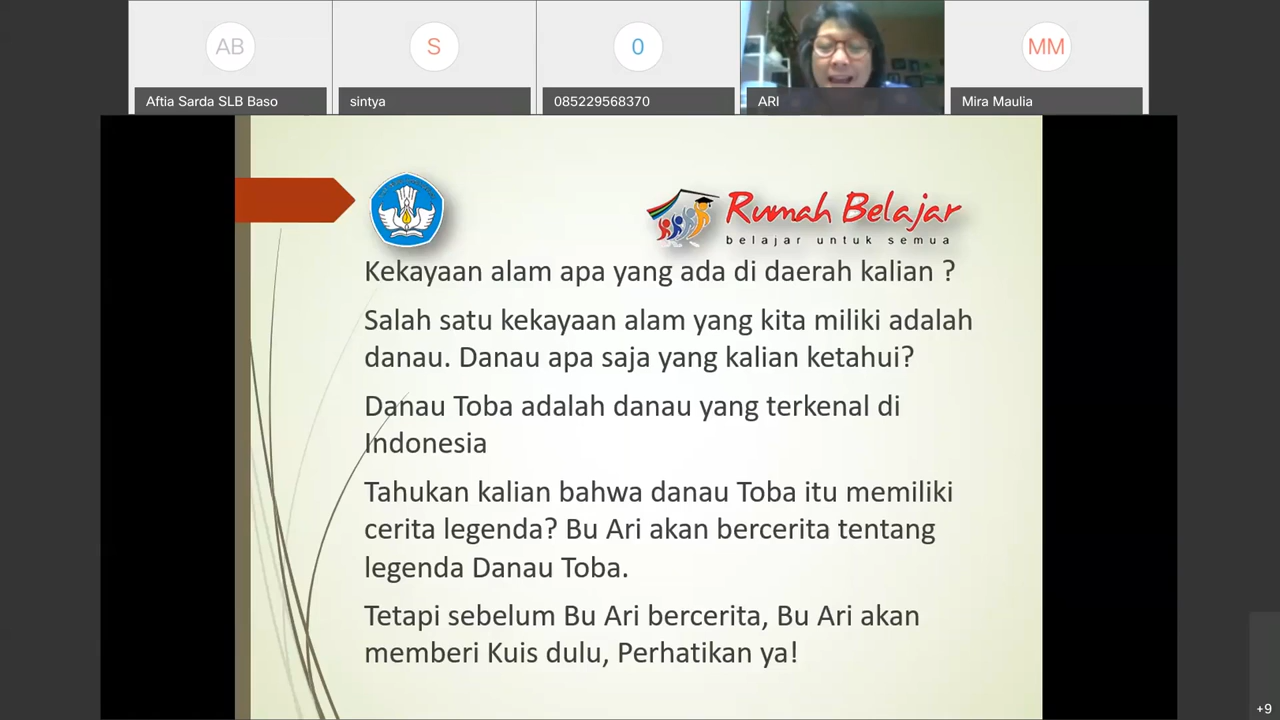 AB
S
0
MM
Aftia Sarda SLB Baso
sintya
085229568370
ARI
Mira Maulia
Rumah Belajar
belajar untuk semua
Kekayaan alam apa yang ada di daerah kalian ?
Salah satu kekayaan alam yang kita miliki adalah
danau. Danau apa saja yang kalian ketahui?
Danau Toba adalah danau yang terkenal di
Indonesia
Tahukan kalian bahwa danau Toba itu memiliki
cerita legenda? Bu Ari akan bercerita tentang
legenda Danau Toba.
Tetapi sebelum Bu Ari bercerita, Bu Ari akan
memberi Kuis dulu, Perhatikan ya!
+9